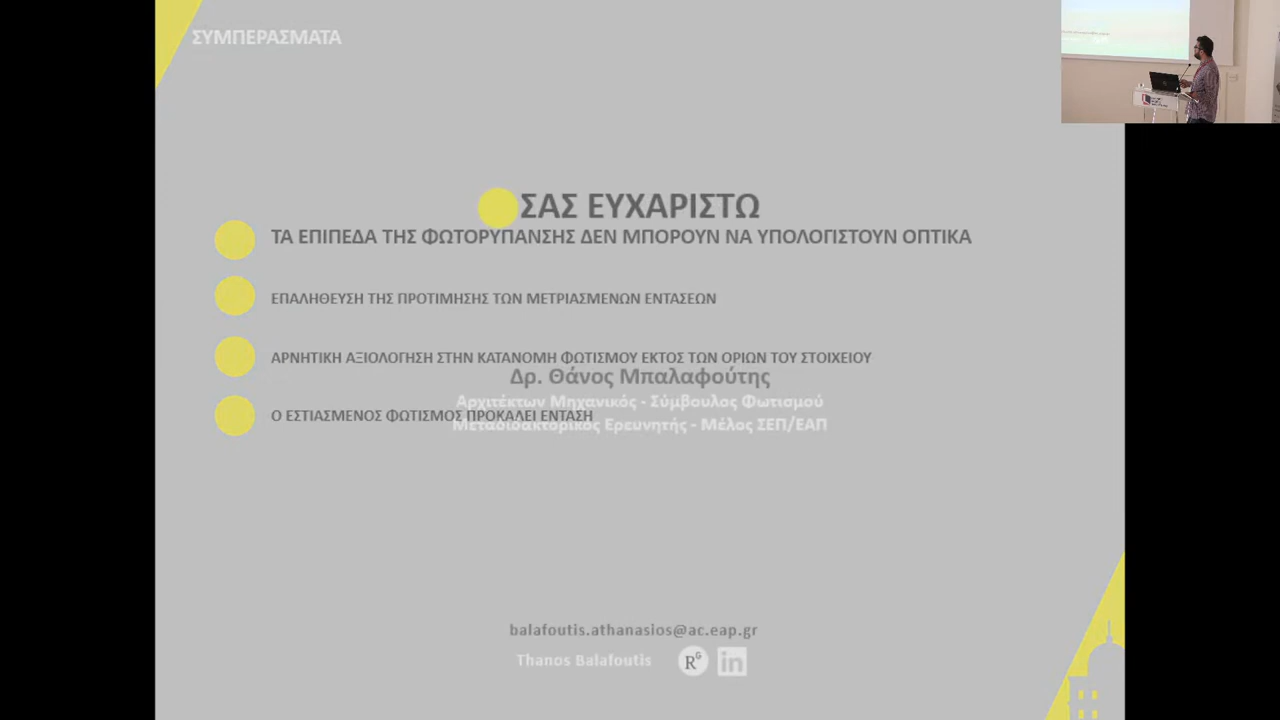 ΣΥΜΠΕΡΑΣΜΑΤΑ
ΣΑΣ ΕΥΧΑΡΙΣΤΩ
ΤΑ ΕΠΙΠΕΔΑ ΤΗΣ ΦΩΤΟΡΥΠΑΝΣΗΣ ΔΕΝ ΜΠΟΡΟΥΝ ΝΑ ΥΠΟΛΟΓΙΣΤΟΥΝ ΟΠΤΙΚΑ
ΕΠΑΛΗΘΕΥΣΗ ΤΗΣ ΠΡΟΤΙΜΗΣΗΣ ΤΩΝ ΜΕΤΡΙΑΣΜΕΝΩΝ ΕΝΤΑΣΕΩΝ
ΑΡΝΗΤΙΚΗ ΑΞΙΟΛΟΓΗΣΗ ΣΤΗΝ ΚΑΤΑΝΟΜΗ ΦΩΤΙΣΜΟΥ ΕΚΤΟΣ ΤΩΝ ΟΡΙΩΝ ΤΟΥ ΣΤΟΙΧΕΙΟΥ
Δρ. Θάνος Μπαλαφούτης
Αρχιτέκτων Μηχανικός - Σύμβουλος Φωτισμού
Ο ΕΣΤΙΑΣΜΕΝΟΣ ΦΩΤΙΣΜΟΣ ΠΡΟΚΑΛΕΙ ΕΝΤΑΣΗ
Μεταδιδακτορικός Ερευνητής - Μέλος ΣΕΠ/ΕΑΠ
balafoutis.athanasios@ac.eap.gr
Thanos Balafoutis RG in